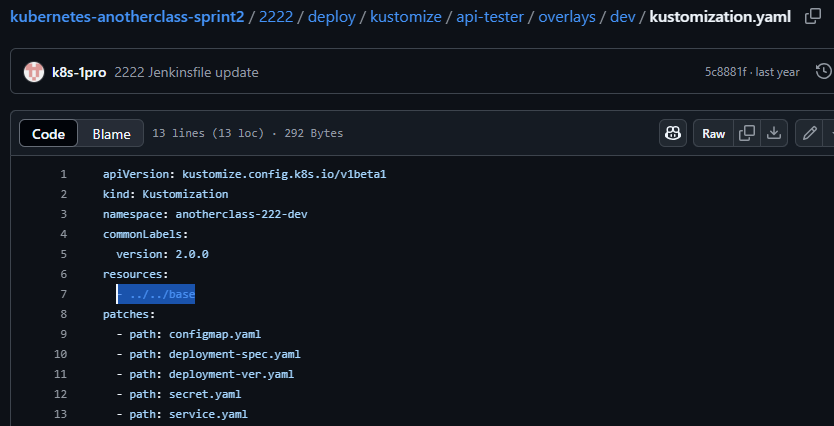 kubernetes-anotherclass-sprint2 / 2222 / deploy / kustomize / api-tester / overlays / dev / kustomization.yaml
k8s-1pro 2222 Jenkinsfile update 5c8881f · last year
Code Blame 13 lines (13 loc) · 292 Bytes Raw
1 apiVersion: kustomize.config.k8s.io/v1beta1
2 kind: Kustomization
3 namespace: anotherclass-222-dev
4 commonLabels:
5   version: 2.0.0
6 resources:
7   - ../../base
8 patches:
9   - path: configmap.yaml
10   - path: deployment-spec.yaml
11   - path: deployment-ver.yaml
12   - path: secret.yaml
13   - path: service.yaml